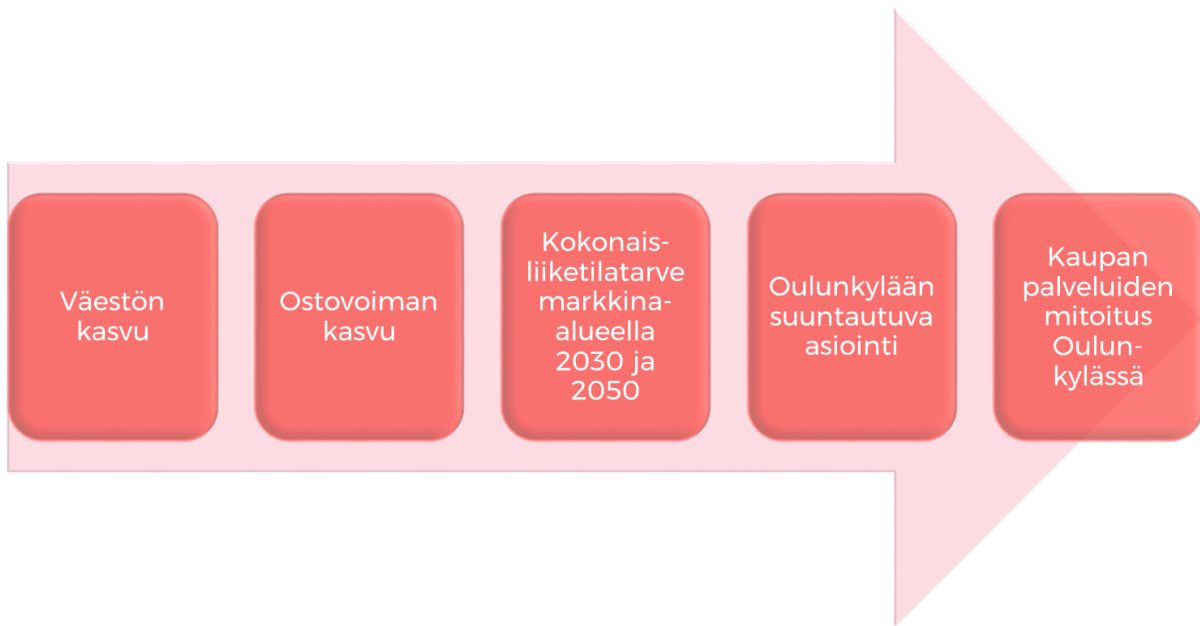 Väestön
kasvu
Ostovoiman
kasvu
Kokonais-
liiketilatarve
markkina-
alueella
2030 ja
2050
Oulunkylään
suuntautuva
asiointi
Kaupan
palveluiden
mitoitus
Oulun-
kylässä